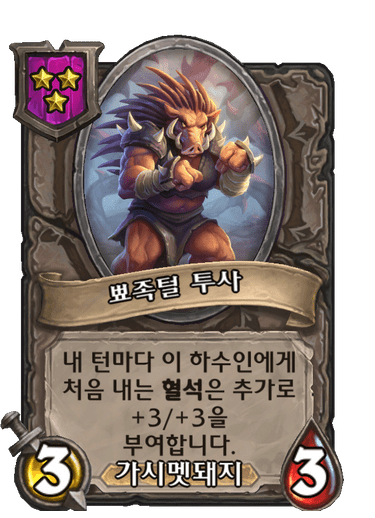 뾰족털 투사
내 턴마다 이 하수인에게
처음 내는 혈석은 추가로
+3/+3을
부여합니다.
가시멧돼지
3
3